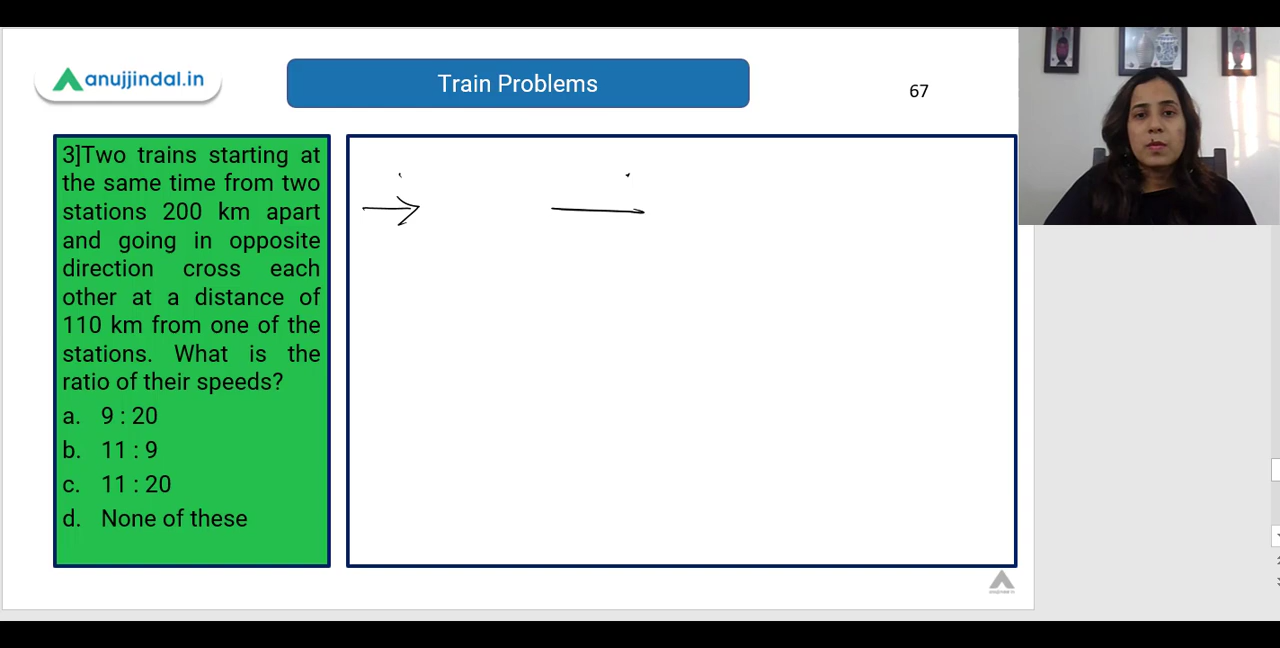 anujjindal.in
Train Problems
67
3]Two trains starting at
the same time from two
stations 200 km apart
and going in opposite
direction cross each
other at a distance of
110 km from one of the
stations. What is the
ratio of their speeds?
a. 9 : 20
b. 11 : 9
c. 11 : 20
d. None of these